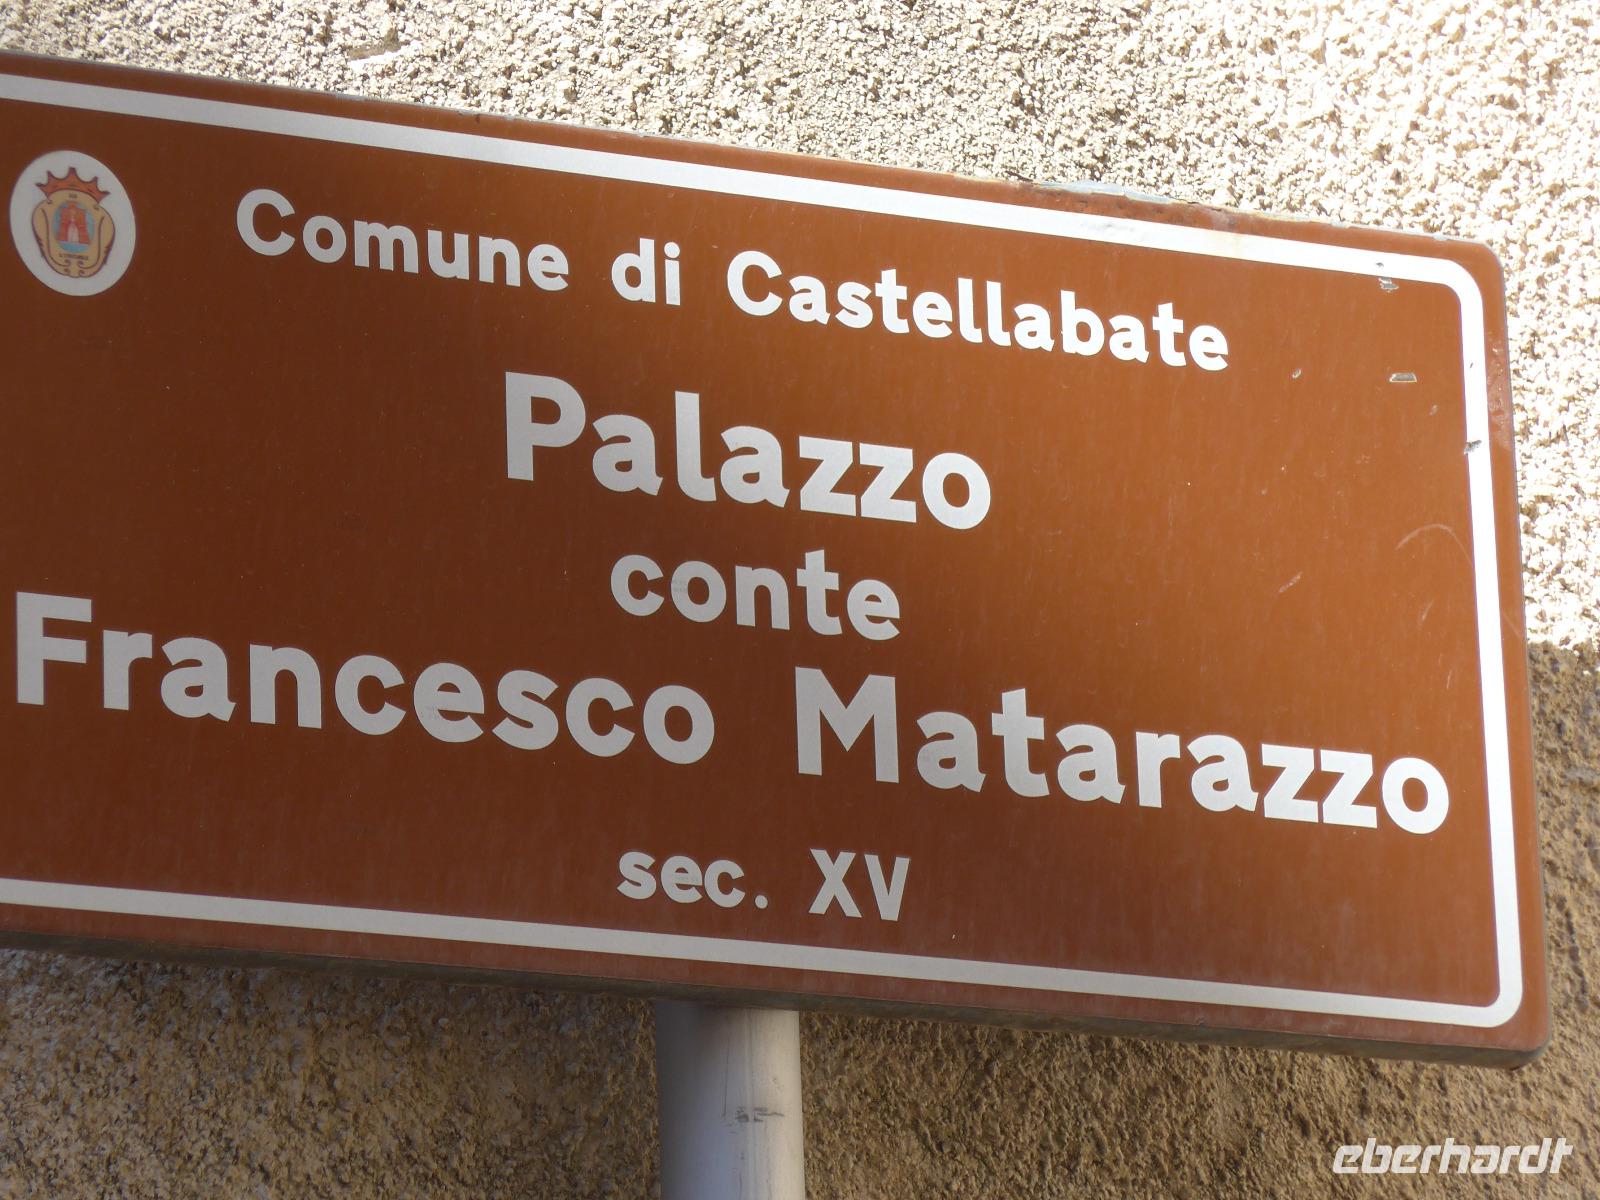 Comune di Castellabate
Palazzo
conte
Francesco Matarazzo
sec. XV
eberhardt